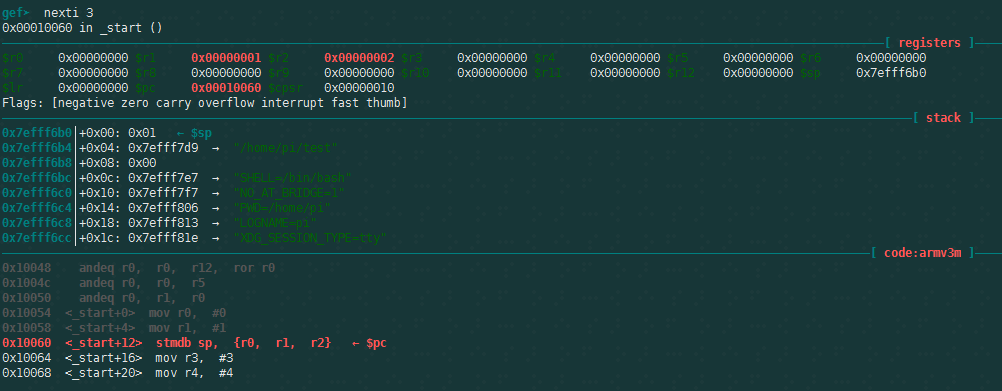 gef➤ nexti 3
0x00010060 in _start ()
[ registers ]
$r0 0x00000000 $r1 0x00000001 $r2 0x00000002 $r3 0x00000000 $r4 0x00000000 $r5 0x00000000 $r6 0x00000000
$r7 0x00000000 $r8 0x00000000 $r9 0x00000000 $r10 0x00000000 $r11 0x00000000 $r12 0x00000000 $sp 0x7efff6b0
$lr 0x00000000 $pc 0x00010060 $cpsr 0x00000010
Flags: [negative zero carry overflow interrupt fast thumb]
[ stack ]
0x7efff6b0│+0x00: 0x01 ← $sp
0x7efff6b4│+0x04: 0x7efff7d9 → "/home/pi/test"
0x7efff6b8│+0x08: 0x00
0x7efff6bc│+0x0c: 0x7efff7e7 → "SHELL=/bin/bash"
0x7efff6c0│+0x10: 0x7efff7f7 → "NO_AT_BRIDGE=1"
0x7efff6c4│+0x14: 0x7efff806 → "PWD=/home/pi"
0x7efff6c8│+0x18: 0x7efff813 → "LOGNAME=pi"
0x7efff6cc│+0x1c: 0x7efff81e → "XDG_SESSION_TYPE=tty"
[ code:armv3m ]
0x10048 andeq r0, r0, r12, ror r0
0x1004c andeq r0, r0, r5
0x10050 andeq r0, r1, r0
0x10054 <_start+0> mov r0, #0
0x10058 <_start+4> mov r1, #1
0x10060 <_start+12> stmdb sp, {r0, r1, r2} ← $pc
0x10064 <_start+16> mov r3, #3
0x10068 <_start+20> mov r4, #4